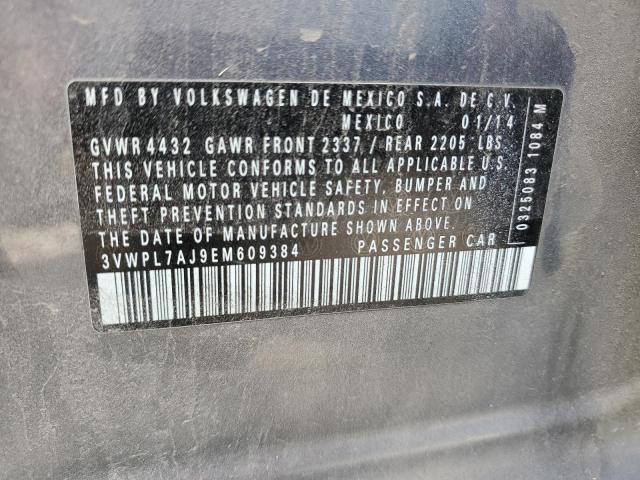 MFD BY VOLKSWAGEN DE MEXICO S.A. DE C.V.
MEXICO 01/14
GVWR 4432 GAWR FRONT 2337 / REAR 2205 LBS
THIS VEHICLE CONFORMS TO ALL APPLICABLE U.S.
FEDERAL MOTOR VEHICLE SAFETY, BUMPER AND
THEFT PREVENTION STANDARDS IN EFFECT ON
THE DATE OF MANUFACTURE SHOWN ABOVE.
3VWPL7AJ9EM609384 PASSENGER CAR
0325083 1084 M